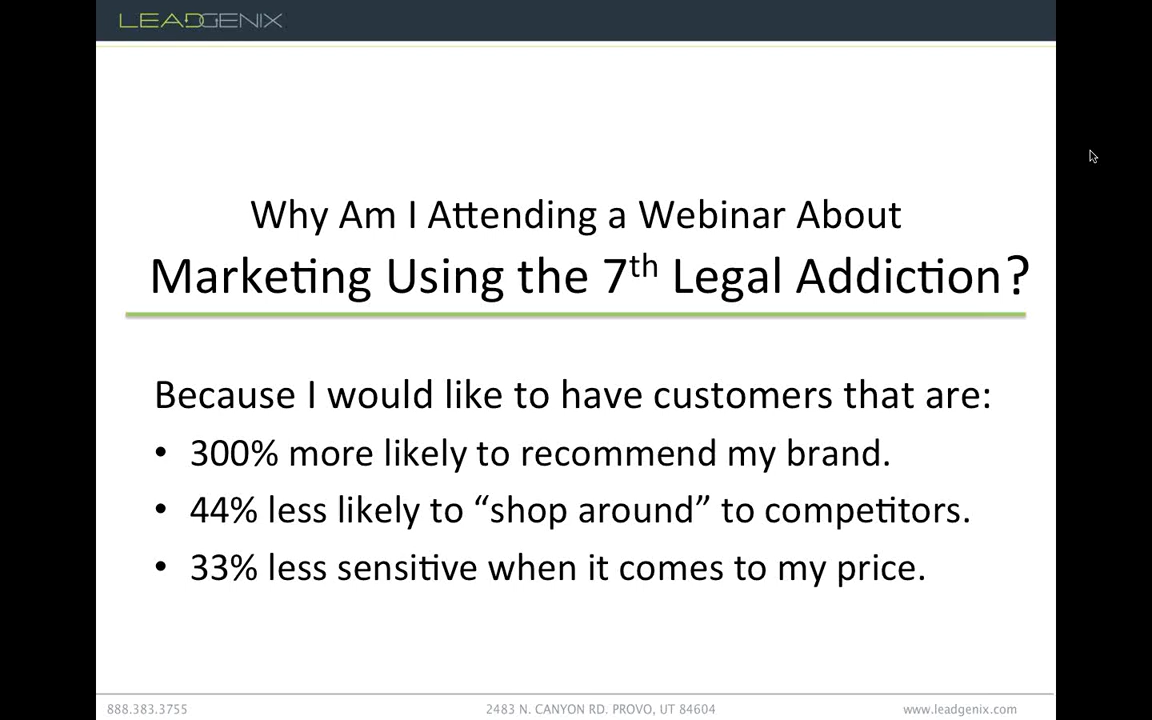 LEADGENIX
Why Am I Attending a Webinar About
Marketing Using the 7th Legal Addiction?
Because I would like to have customers that are:
• 300% more likely to recommend my brand.
• 44% less likely to “shop around” to competitors.
• 33% less sensitive when it comes to my price.
888.383.3755 2483 N. CANYON RD. PROVO, UT 84604 www.leadgenix.com